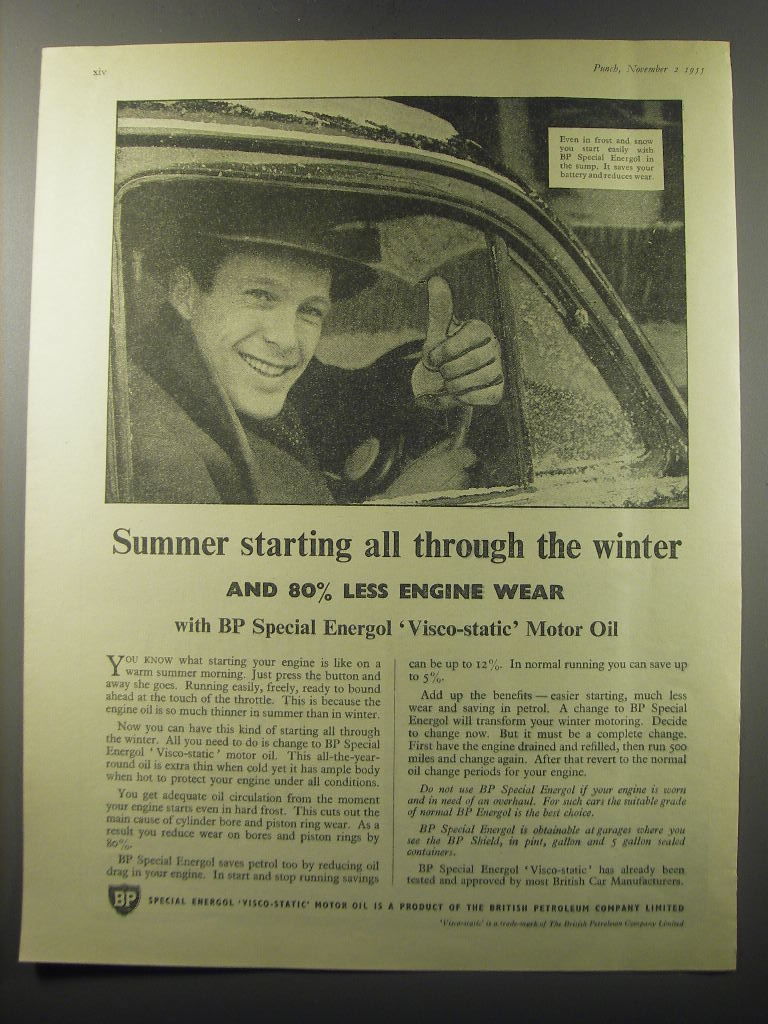 xiv
Punch, November 2 1955
Even in frost and snow
you start easily with
BP Special Energol in
the sump. It saves your
battery and reduces wear.
Summer starting all through the winter
AND 80% LESS ENGINE WEAR
with BP Special Energol ‘Visco-static’ Motor Oil
YOU KNOW what starting your engine is like on a
warm summer morning. Just press the button and
away she goes. Running easily, freely, ready to bound
ahead at the touch of the throttle. This is because the
engine oil is so much thinner in summer than in winter.
Now you can have this kind of starting all through
the winter. All you need to do is change to BP Special
Energol ‘Visco-static’ motor oil. This all-the-year-
round oil is extra thin when cold yet it has ample body
when hot to protect your engine under all conditions.
You get adequate oil circulation from the moment
your engine starts even in hard frost. This cuts out the
main cause of cylinder bore and piston ring wear. As a
result you reduce wear on bores and piston rings by
80%.
BP Special Energol saves petrol too by reducing oil
drag in your engine. In start and stop running savings
can be up to 12%. In normal running you can save up
to 5%.
Add up the benefits — easier starting, much less
wear and saving in petrol. A change to BP Special
Energol will transform your winter motoring. Decide
to change now. But it must be a complete change.
First have the engine drained and refilled, then run 500
miles and change again. After that revert to the normal
oil change periods for your engine.
Do not use BP Special Energol if your engine is worn
and in need of an overhaul. For such cars the suitable grade
of normal BP Energol is the best choice.
BP Special Energol is obtainable at garages where you
see the BP Shield, in pint, gallon and 5 gallon sealed
containers.
BP Special Energol ‘Visco-static’ has already been
tested and approved by most British Car Manufacturers.
BP
SPECIAL ENERGOL ‘VISCO-STATIC’ MOTOR OIL IS A PRODUCT OF THE BRITISH PETROLEUM COMPANY LIMITED
‘Visco-static’ is a trade-mark of The British Petroleum Company Limited